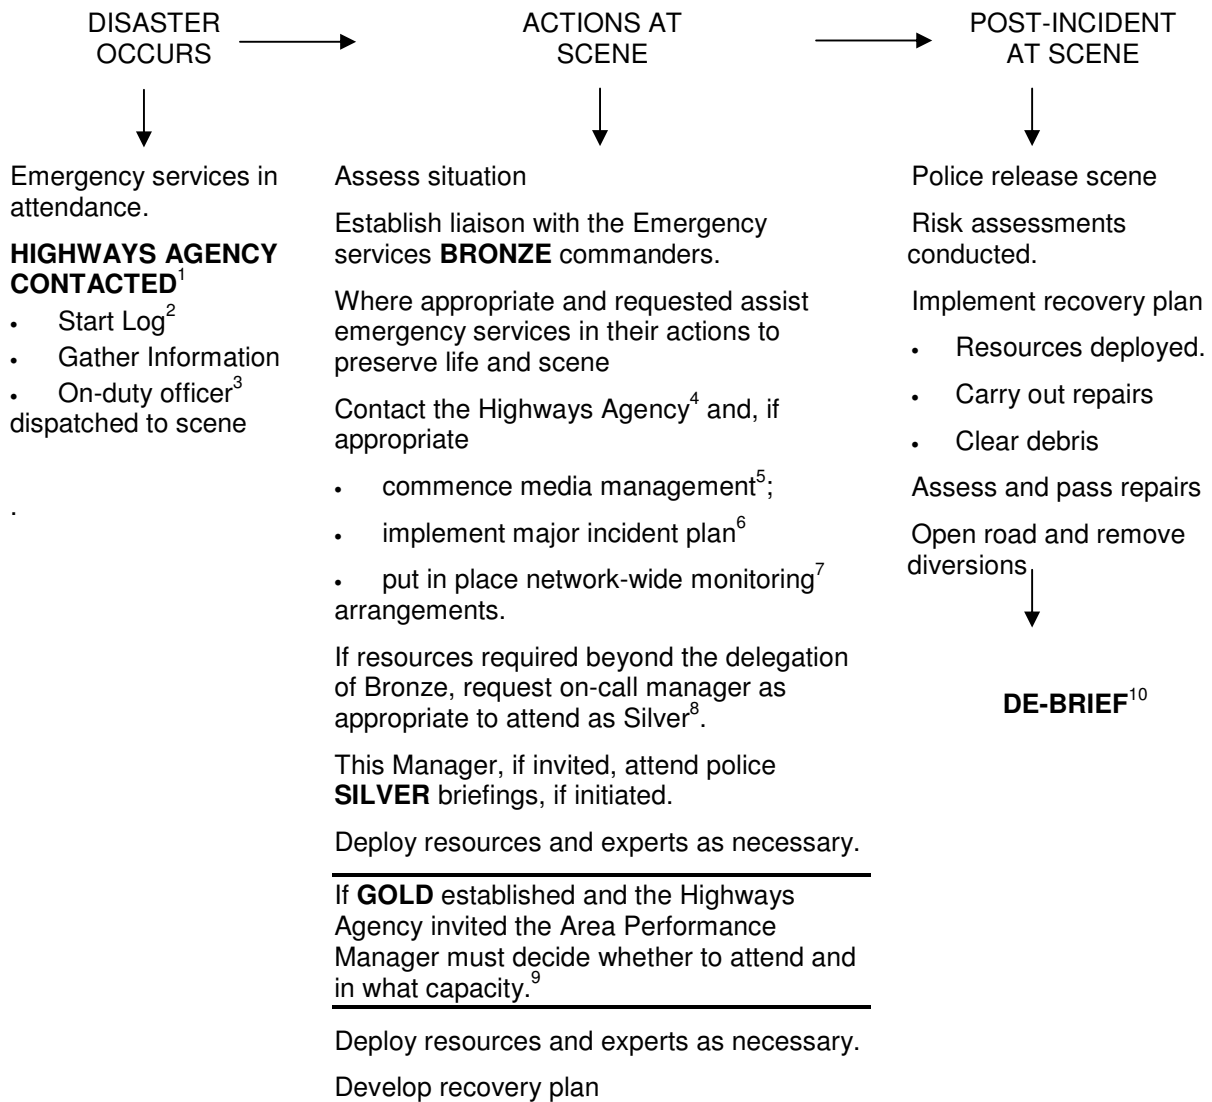 DISASTER
OCCURS
Emergency services in
attendance.
HIGHWAYS AGENCY
CONTACTED1
• Start Log2
• Gather Information
• On-duty officer3
dispatched to scene
.
ACTIONS AT
SCENE
Assess situation
Establish liaison with the Emergency
services BRONZE commanders.
Where appropriate and requested assist
emergency services in their actions to
preserve life and scene
Contact the Highways Agency4 and, if
appropriate
• commence media management5;
• implement major incident plan6
• put in place network-wide monitoring7
arrangements.
If resources required beyond the delegation
of Bronze, request on-call manager as
appropriate to attend as Silver8.
This Manager, if invited, attend police
SILVER briefings, if initiated.
Deploy resources and experts as necessary.
If GOLD established and the Highways
Agency invited the Area Performance
Manager must decide whether to attend and
in what capacity.9
Deploy resources and experts as necessary.
Develop recovery plan
POST-INCIDENT
AT SCENE
Police release scene
Risk assessments
conducted.
Implement recovery plan
• Resources deployed.
• Carry out repairs
• Clear debris
Assess and pass repairs
Open road and remove
diversions
DE-BRIEF10